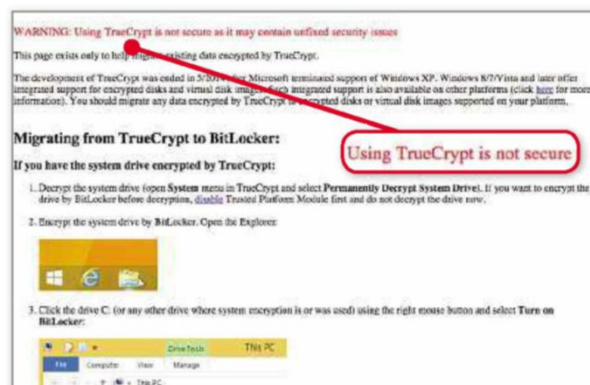 WARNING: Using TrueCrypt is not secure as it may contain unfixed security issues
This page exists only to help migrate existing data encrypted by TrueCrypt.
The development of TrueCrypt was ended in 5/2014 after Microsoft terminated support of Windows XP. Windows 8/7/Vista and later offer
integrated support for encrypted disks and virtual disk images. Such integrated support is also available on other platforms (click here for more
information). You should migrate any data encrypted by TrueCrypt to encrypted disks or virtual disk images supported on your platform.
Migrating from TrueCrypt to BitLocker:
Using TrueCrypt is not secure
If you have the system drive encrypted by TrueCrypt:
1. Decrypt the system drive (open System menu in TrueCrypt and select Permanently Decrypt System Drive). If you want to encrypt the
drive by BitLocker before decryption, disable Trusted Platform Module first and do not decrypt the drive now.
2. Encrypt the system drive by BitLocker. Open the Explorer:
3. Click the drive C: (or any other drive where system encryption is or was used) using the right mouse button and select Turn on
BitLocker:
Drive Tools This PC
File Computer View Manage
This PC